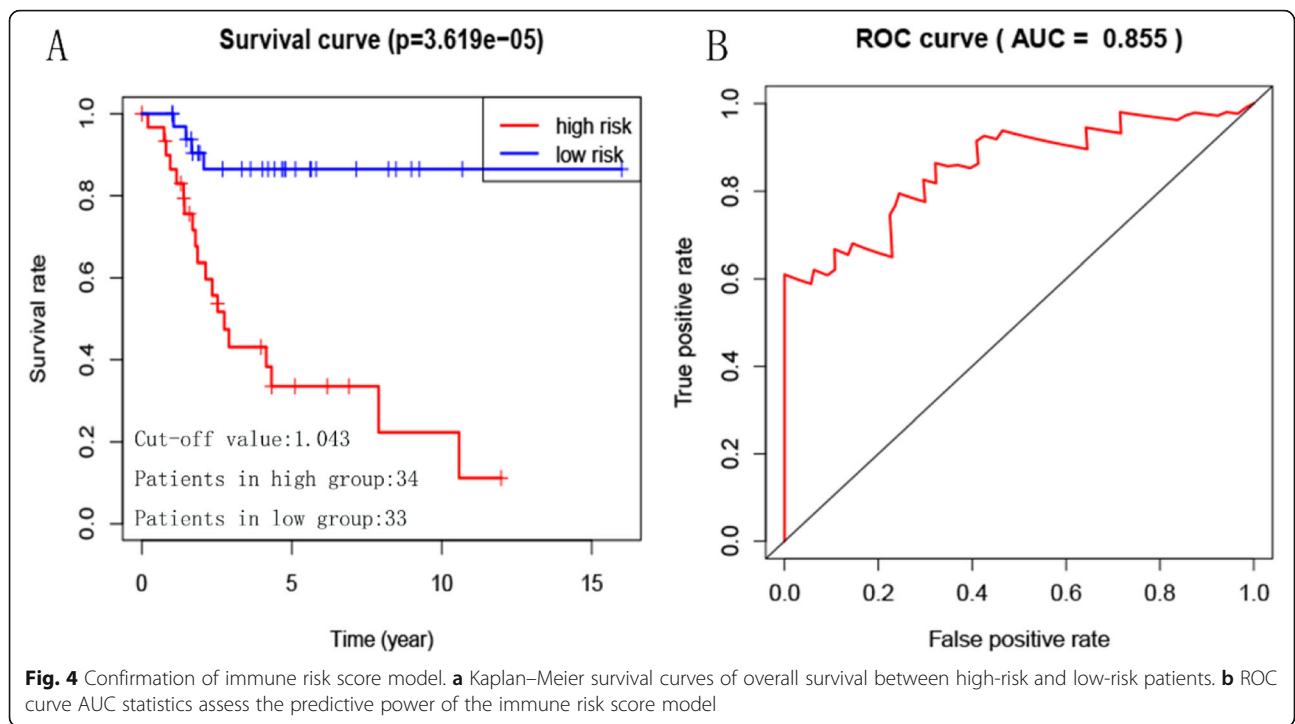 A
Survival curve (p=3.619e−05)
Survival rate
1.0
0.8
0.6
0.4
0.2
0.0
high risk
low risk
Cut-off value:1.043
Patients in high group:34
Patients in low group:33
0 5 10 15
Time (year)
B
ROC curve ( AUC = 0.855 )
True positive rate
1.0
0.8
0.6
0.4
0.2
0.0
0.0 0.2 0.4 0.6 0.8 1.0
False positive rate
Fig. 4 Confirmation of immune risk score model. a Kaplan–Meier survival curves of overall survival between high-risk and low-risk patients. b ROC
curve AUC statistics assess the predictive power of the immune risk score model